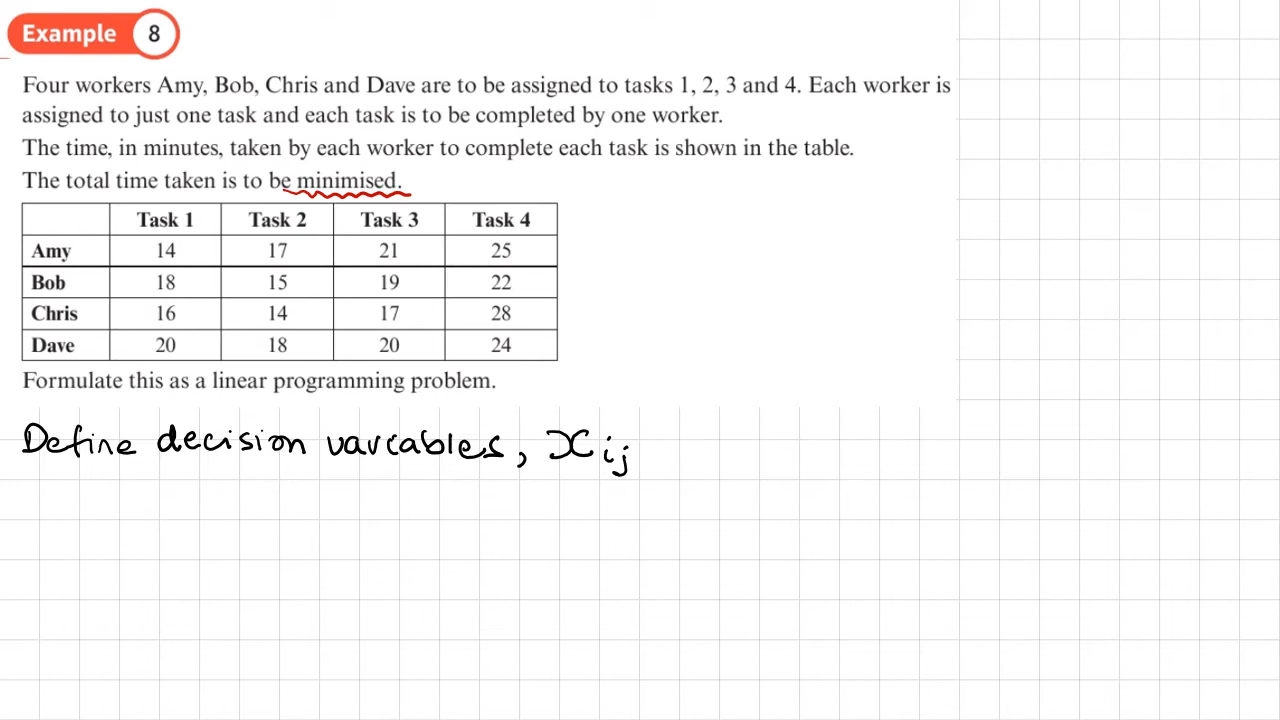 Example 8
Four workers Amy, Bob, Chris and Dave are to be assigned to tasks 1, 2, 3 and 4. Each worker is
assigned to just one task and each task is to be completed by one worker.
The time, in minutes, taken by each worker to complete each task is shown in the table.
The total time taken is to be minimised.
Task 1 Task 2 Task 3 Task 4
Amy 14 17 21 25
Bob 18 15 19 22
Chris 16 14 17 28
Dave 20 18 20 24
Formulate this as a linear programming problem.
Define decision variables, x ij